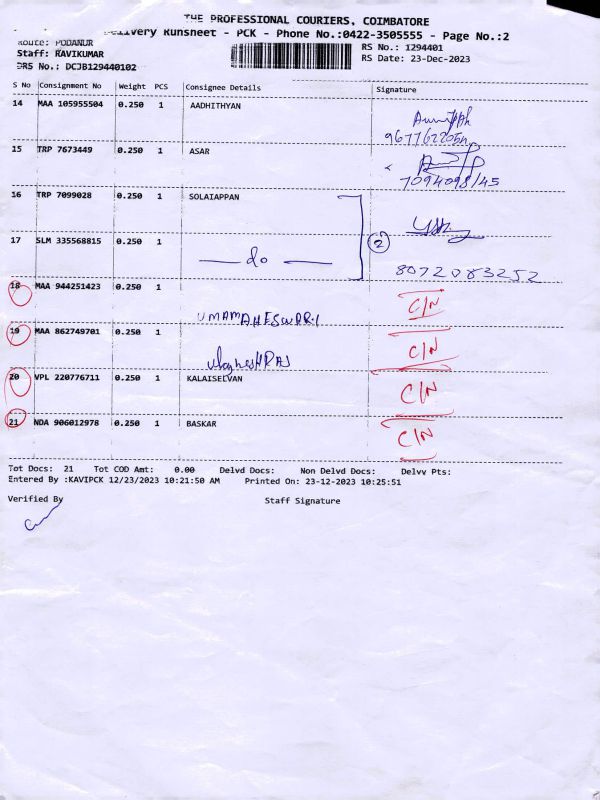 THE PROFESSIONAL COURIERS, COIMBATORE
Delivery Runsheet - PCK - Phone No.:0422-3505555 - Page No.:2
Route: PODANUR
RS No.: 1294401
Staff: RAVIKUMAR
RS Date: 23-Dec-2023
DRS No.: DCJB129440102
S No Consignment No Weight PCS Consignee Details Signature
14 MAA 105955504 0.250 1 AADHITHYAN
15 TRP 7673449 0.250 1 ASAR
7094098145
16 TRP 7099028 0.250 1 SOLAIAPPAN
2
17 SLM 335568815 0.250 1 do
8072083252
18 MAA 944251423 0.250 1 C/N
UMAMAHESWARI
19 MAA 862749701 0.250 1 C/N
20 VPL 220776711 0.250 1 KALAISELVAN C/N
21 NDA 906012978 0.250 1 BASKAR C/N
Tot Docs: 21 Tot COD Amt: 0.00 Delvd Docs: Non Delvd Docs: Delvv Pts:
Entered By :KAVIPCK 12/23/2023 10:21:50 AM Printed On: 23-12-2023 10:25:51
Verified By Staff Signature